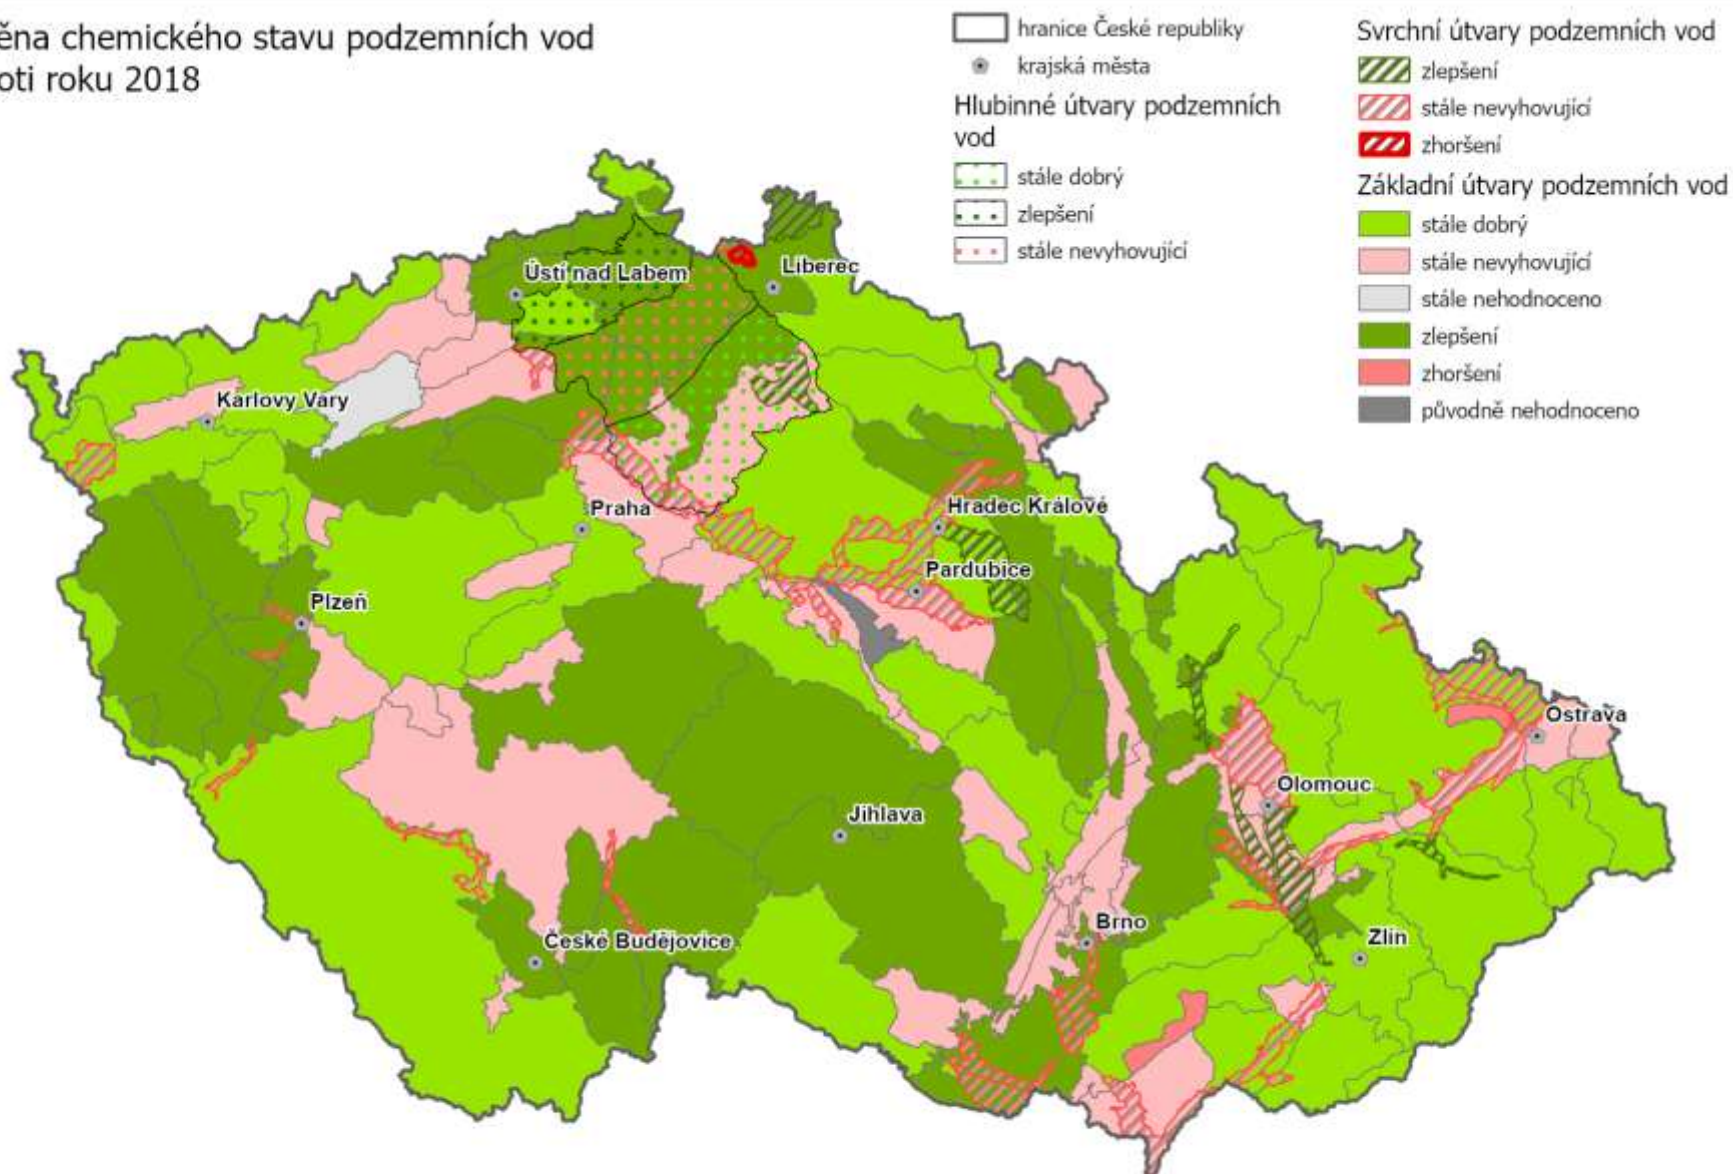 ěna chemického stavu podzemních vod
oti roku 2018
hranice České republiky
krajská města
Hlubinné útvary podzemních
vod
stále dobrý
zlepšení
stále nevyhovující
Svrchní útvary podzemních vod
zlepšení
stále nevyhovující
zhoršení
Základní útvary podzemních vod
stále dobrý
stále nevyhovující
stále nehodnoceno
zlepšení
zhoršení
původně nehodnoceno
Ústí nad Labem
Liberec
Karlovy Vary
Praha
Hradec Králové
Pardubice
Plzeň
Ostrava
Olomouc
Jihlava
Brno
České Budějovice
Zlín